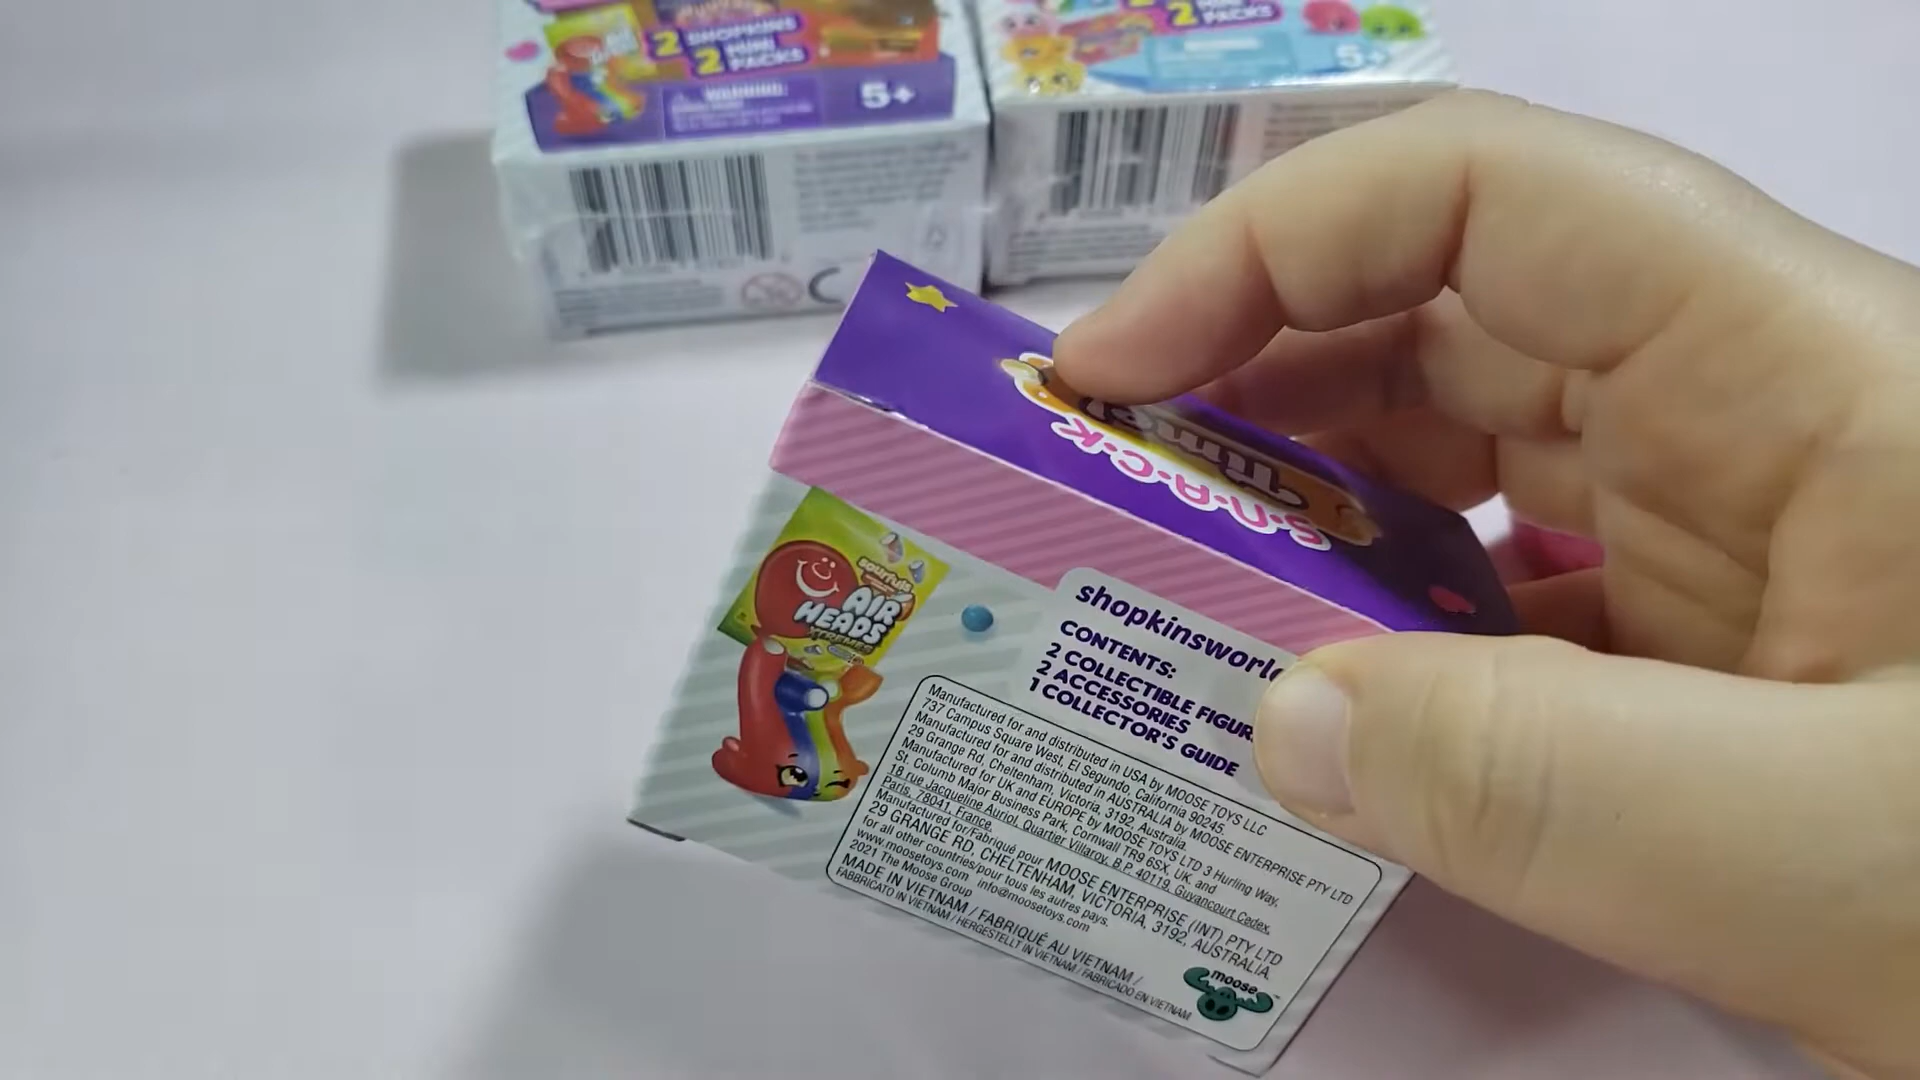 2 SHOPKINS
2 MINI
PACKS
WARNING:
5+
2
2 MINI
PACKS
5+
S•N•A•C•K
Time!
sourfuls
AIR
HEADS
XTREMES
shopkinsworld
CONTENTS:
2 COLLECTIBLE FIGUR
2 ACCESSORIES
1 COLLECTOR'S GUIDE
Manufactured for and distributed in USA by MOOSE TOYS LLC
737 Campus Square West, El Segundo, California 90245.
Manufactured for and distributed in AUSTRALIA by MOOSE ENTERPRISE PTY LTD
29 Grange Rd, Cheltenham, Victoria, 3192, Australia.
Manufactured for UK and EUROPE by MOOSE TOYS LTD 3 Hurling Way,
St. Columb Major Business Park, Cornwall TR9 6SX, UK. and
18 rue Jacqueline Auriol, Quartier Villaroy, B.P. 40119, Guyancourt Cedex,
Paris, 78041, France.
Manufactured for/Fabriqué pour MOOSE ENTERPRISE (INT) PTY LTD
29 GRANGE RD, CHELTENHAM, VICTORIA, 3192, AUSTRALIA.
for all other countries/pour tous les autres pays.
www.moosetoys.com info@moosetoys.com
2021 The Moose Group
MADE IN VIETNAM / FABRIQUÉ AU VIETNAM /
FABBRICATO IN VIETNAM / HERGESTELLT IN VIETNAM / FABRICADO EN VIETNAM
moose